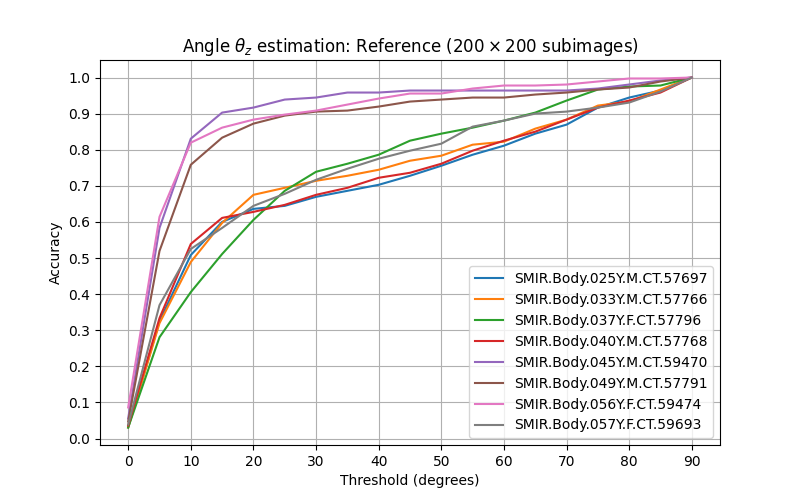 Angle θz estimation: Reference (200 × 200 subimages)
1.0
0.9
0.8
0.7
0.6
0.5
0.4
0.3
0.2
0.1
0.0
Accuracy
SMIR.Body.025Y.M.CT.57697
SMIR.Body.033Y.M.CT.57766
SMIR.Body.037Y.F.CT.57796
SMIR.Body.040Y.M.CT.57768
SMIR.Body.045Y.M.CT.59470
SMIR.Body.049Y.M.CT.57791
SMIR.Body.056Y.F.CT.59474
SMIR.Body.057Y.F.CT.59693
0 10 20 30 40 50 60 70 80 90
Threshold (degrees)